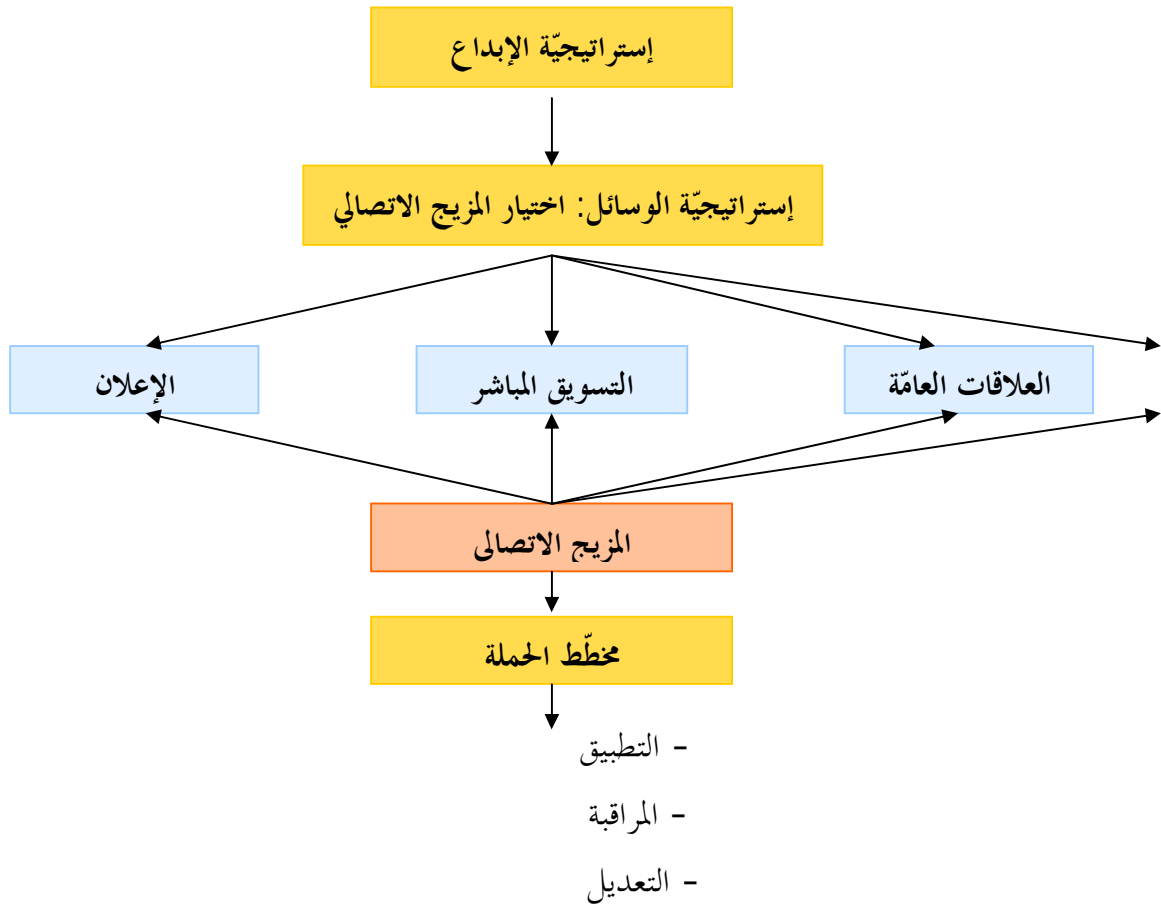 إستراتيجيّة الإبداع
إستراتيجيّة الوسائل: اختيار المزيج الاتصالي
العلاقات العامّة
التسويق المباشر
الإعلان
المزيج الاتصالى
مخطّط الحملة
- التطبيق
- المراقبة
- التعديل